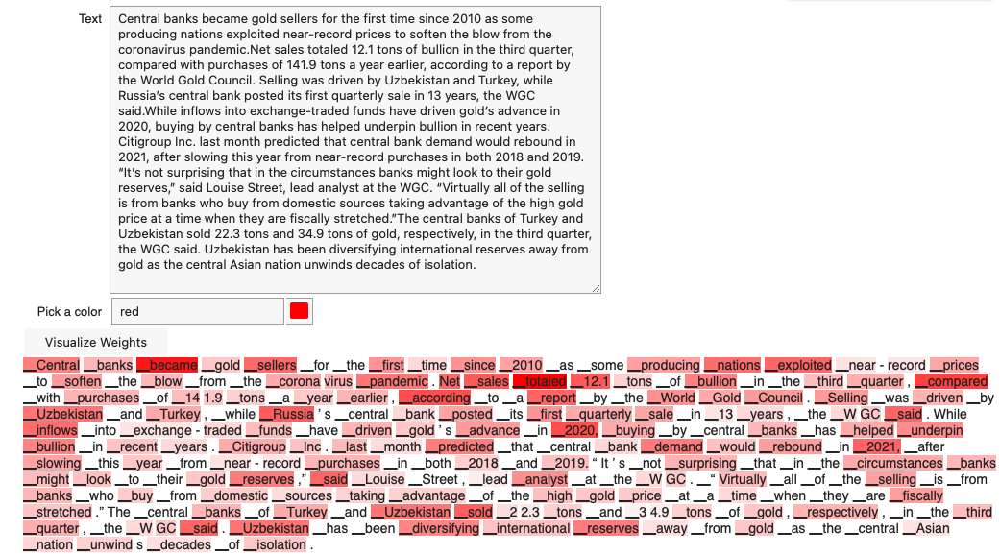 Text
Central banks became gold sellers for the first time since 2010 as some
producing nations exploited near-record prices to soften the blow from the
coronavirus pandemic.Net sales totaled 12.1 tons of bullion in the third quarter,
compared with purchases of 141.9 tons a year earlier, according to a report by
the World Gold Council. Selling was driven by Uzbekistan and Turkey, while
Russia's central bank posted its first quarterly sale in 13 years, the WGC
said.While inflows into exchange-traded funds have driven gold's advance in
2020, buying by central banks has helped underpin bullion in recent years.
Citigroup Inc. last month predicted that central bank demand would rebound in
2021, after slowing this year from near-record purchases in both 2018 and 2019.
“It's not surprising that in the circumstances banks might look to their gold
reserves,” said Louise Street, lead analyst at the WGC. “Virtually all of the selling
is from banks who buy from domestic sources taking advantage of the high gold
price at a time when they are fiscally stretched.”The central banks of Turkey and
Uzbekistan sold 22.3 tons and 34.9 tons of gold, respectively, in the third quarter,
the WGC said. Uzbekistan has been diversifying international reserves away from
gold as the central Asian nation unwinds decades of isolation.
Pick a color red
Visualize Weights
__Central __banks __became __gold __sellers __for __the __first __time __since __2010 __as __some __producing __nations __exploited __near - record __prices
__to __soften __the __blow __from __the __corona virus __pandemic . Net __sales __totaled __12.1 __tons __of __bullion __in __the __third __quarter , __compared
__with __purchases __of __14 1.9 __tons __a __year __earlier , __according __to __a __report __by __the __World __Gold __Council . __Selling __was __driven __by
__Uzbekistan __and __Turkey , __while __Russia ' s __central __bank __posted __its __first __quarterly __sale __in __13 __years , __the __W GC __said . While
__inflows __into __exchange - traded __funds __have __driven __gold ' s __advance __in __2020, __buying __by __central __banks __has __helped __underpin
__bullion __in __recent __years . __Citigroup __Inc . __last __month __predicted __that __central __bank __demand __would __rebound __in __2021, __after
__slowing __this __year __from __near - record __purchases __in __both __2018 __and __2019. “ It ' s __not __surprising __that __in __the __circumstances __banks
__might __look __to __their __gold __reserves ,” __said __Louise __Street , __lead __analyst __at __the __W GC . __“ Virtually __all __of __the __selling __is __from
__banks __who __buy __from __domestic __sources __taking __advantage __of __the __high __gold __price __at __a __time __when __they __are __fiscally
__stretched .” The __central __banks __of __Turkey __and __Uzbekistan __sold __2 2.3 __tons __and __3 4.9 __tons __of __gold , __respectively , __in __the __third
__quarter , __the __W GC __said . __Uzbekistan __has __been __diversifying __international __reserves __away __from __gold __as __the __central __Asian
__nation __unwind s __decades __of __isolation .